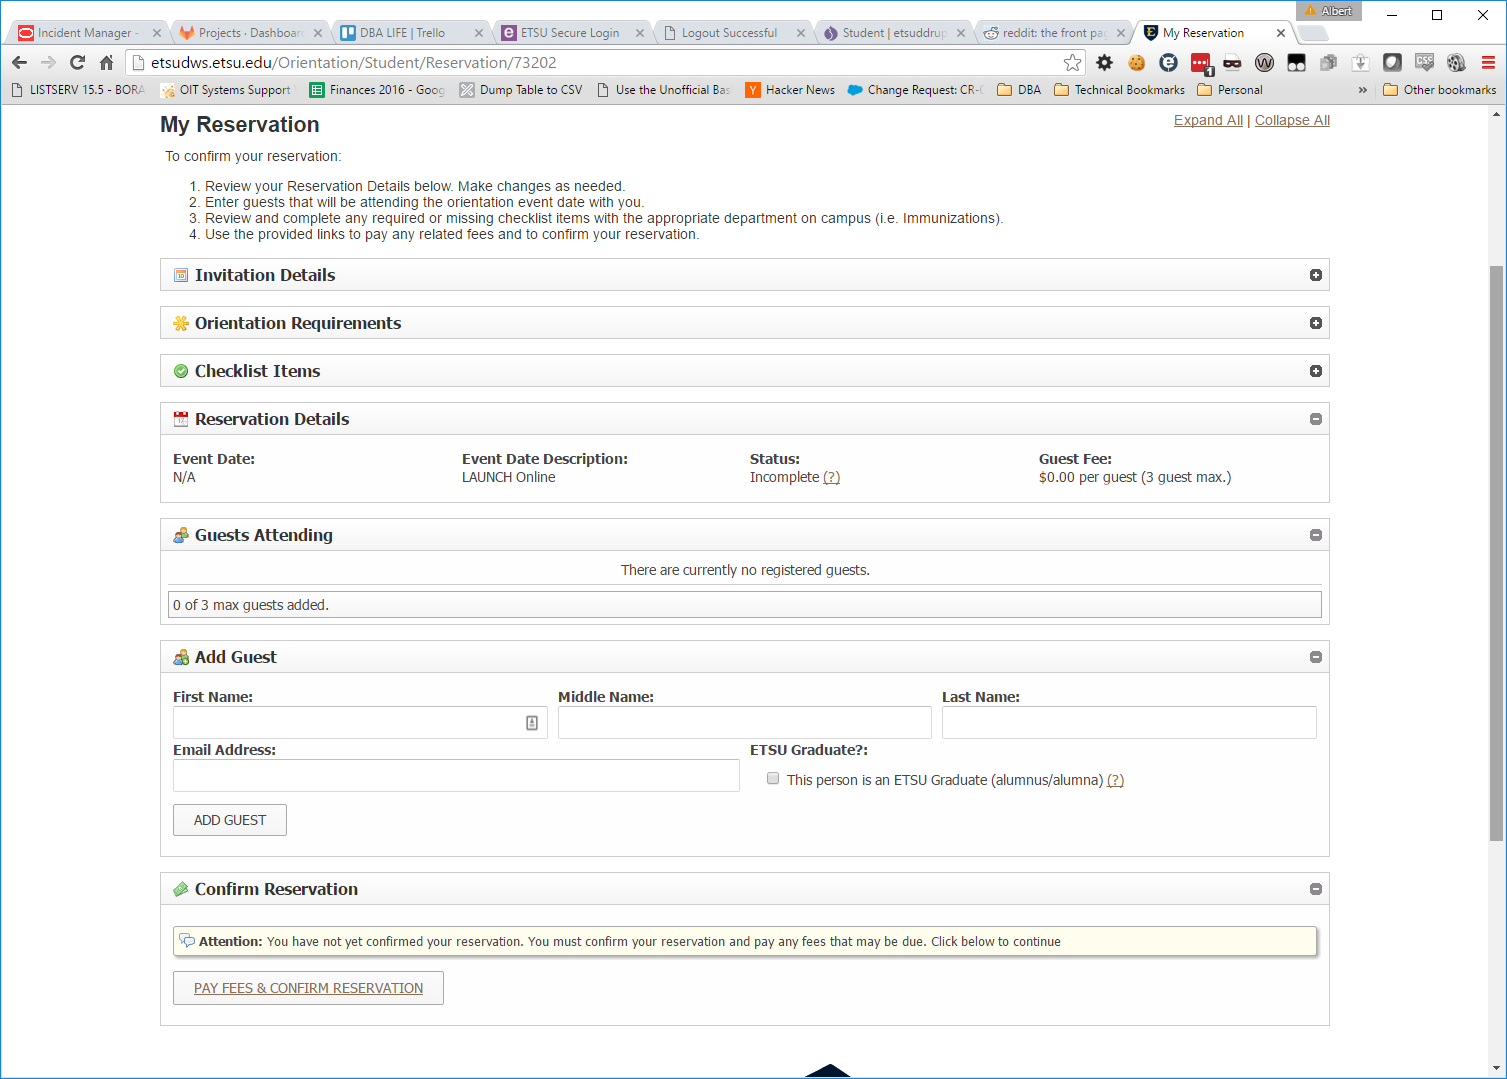 Albert
Incident Manager -
Projects · Dashboar
DBA LIFE | Trello
ETSU Secure Login
Logout Successful
Student | etsuddrup
reddit: the front pag
My Reservation
etsudws.etsu.edu/Orientation/Student/Reservation/73202
LISTSERV 15.5 - BORA
OIT Systems Support
Finances 2016 - Goog
Dump Table to CSV
Use the Unofficial Bas
Hacker News
Change Request: CR-
DBA
Technical Bookmarks
Personal
»
Other bookmarks
My Reservation
Expand All | Collapse All
To confirm your reservation:
1. Review your Reservation Details below. Make changes as needed.
2. Enter guests that will be attending the orientation event date with you.
3. Review and complete any required or missing checklist items with the appropriate department on campus (i.e. Immunizations).
4. Use the provided links to pay any related fees and to confirm your reservation.
Invitation Details
Orientation Requirements
Checklist Items
Reservation Details
Event Date: Event Date Description: Status: Guest Fee:
N/A LAUNCH Online Incomplete (?) $0.00 per guest (3 guest max.)
Guests Attending
There are currently no registered guests.
0 of 3 max guests added.
Add Guest
First Name: Middle Name: Last Name:
Email Address: ETSU Graduate?:
This person is an ETSU Graduate (alumnus/alumna) (?)
ADD GUEST
Confirm Reservation
Attention: You have not yet confirmed your reservation. You must confirm your reservation and pay any fees that may be due. Click below to continue
PAY FEES & CONFIRM RESERVATION